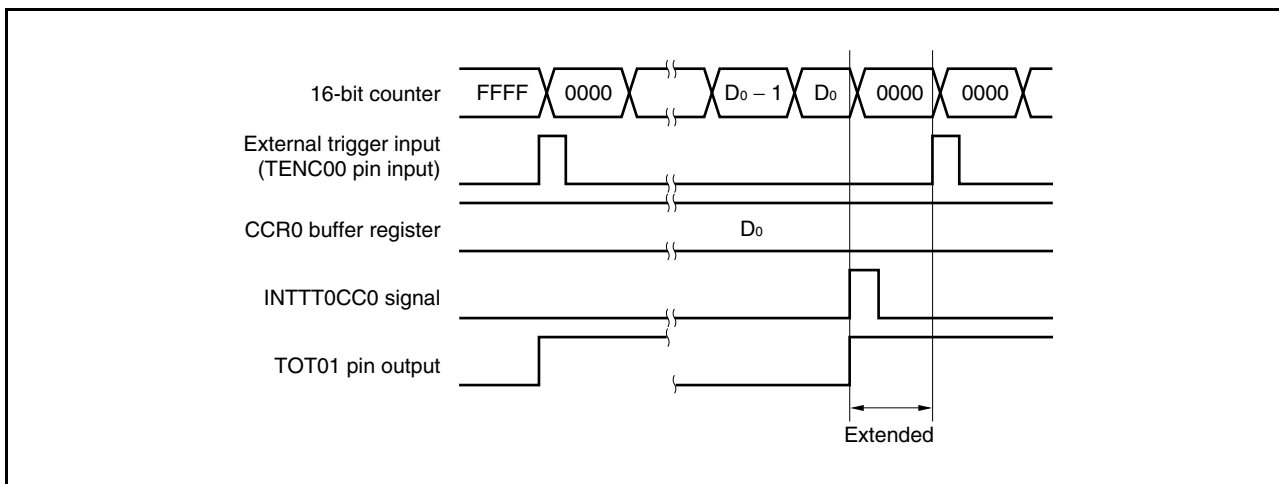 16-bit counter FFFF 0000 D₀ – 1 D₀ 0000 0000
External trigger input
(TENC00 pin input)
CCR0 buffer register D₀
INTTT0CC0 signal
TOT01 pin output
Extended